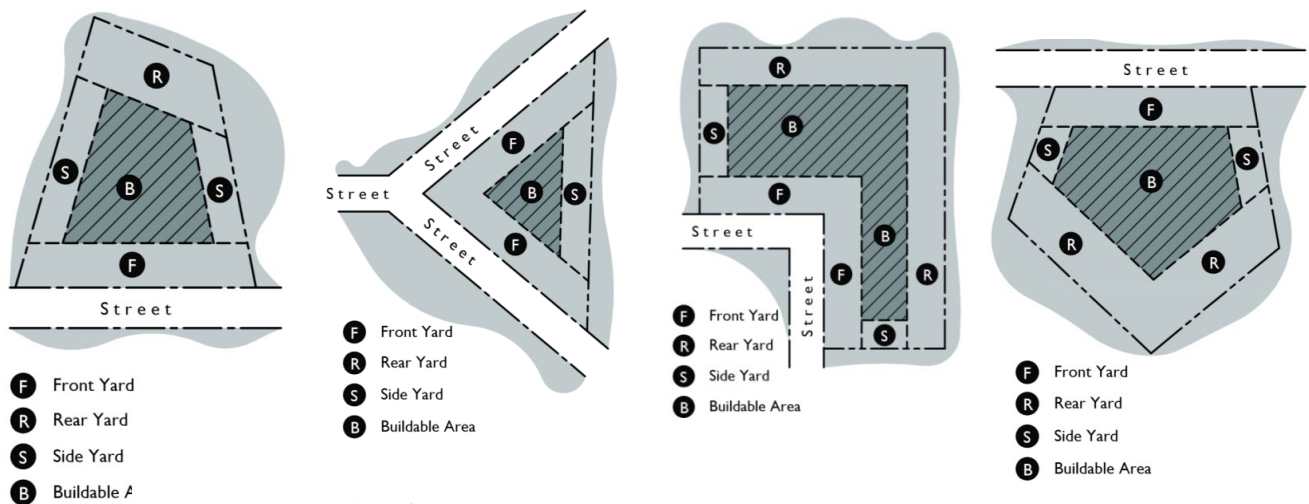 R
S
B
S
F
Street
F Front Yard
R Rear Yard
S Side Yard
B Buildable A
Street
Street
Street
F
B
S
F
F Front Yard
R Rear Yard
S Side Yard
B Buildable Area
R
S
B
F
Street
Street
B
F
R
S
F Front Yard
R Rear Yard
S Side Yard
B Buildable Area
Street
F
S
S
B
R
R
F Front Yard
R Rear Yard
S Side Yard
B Buildable Area